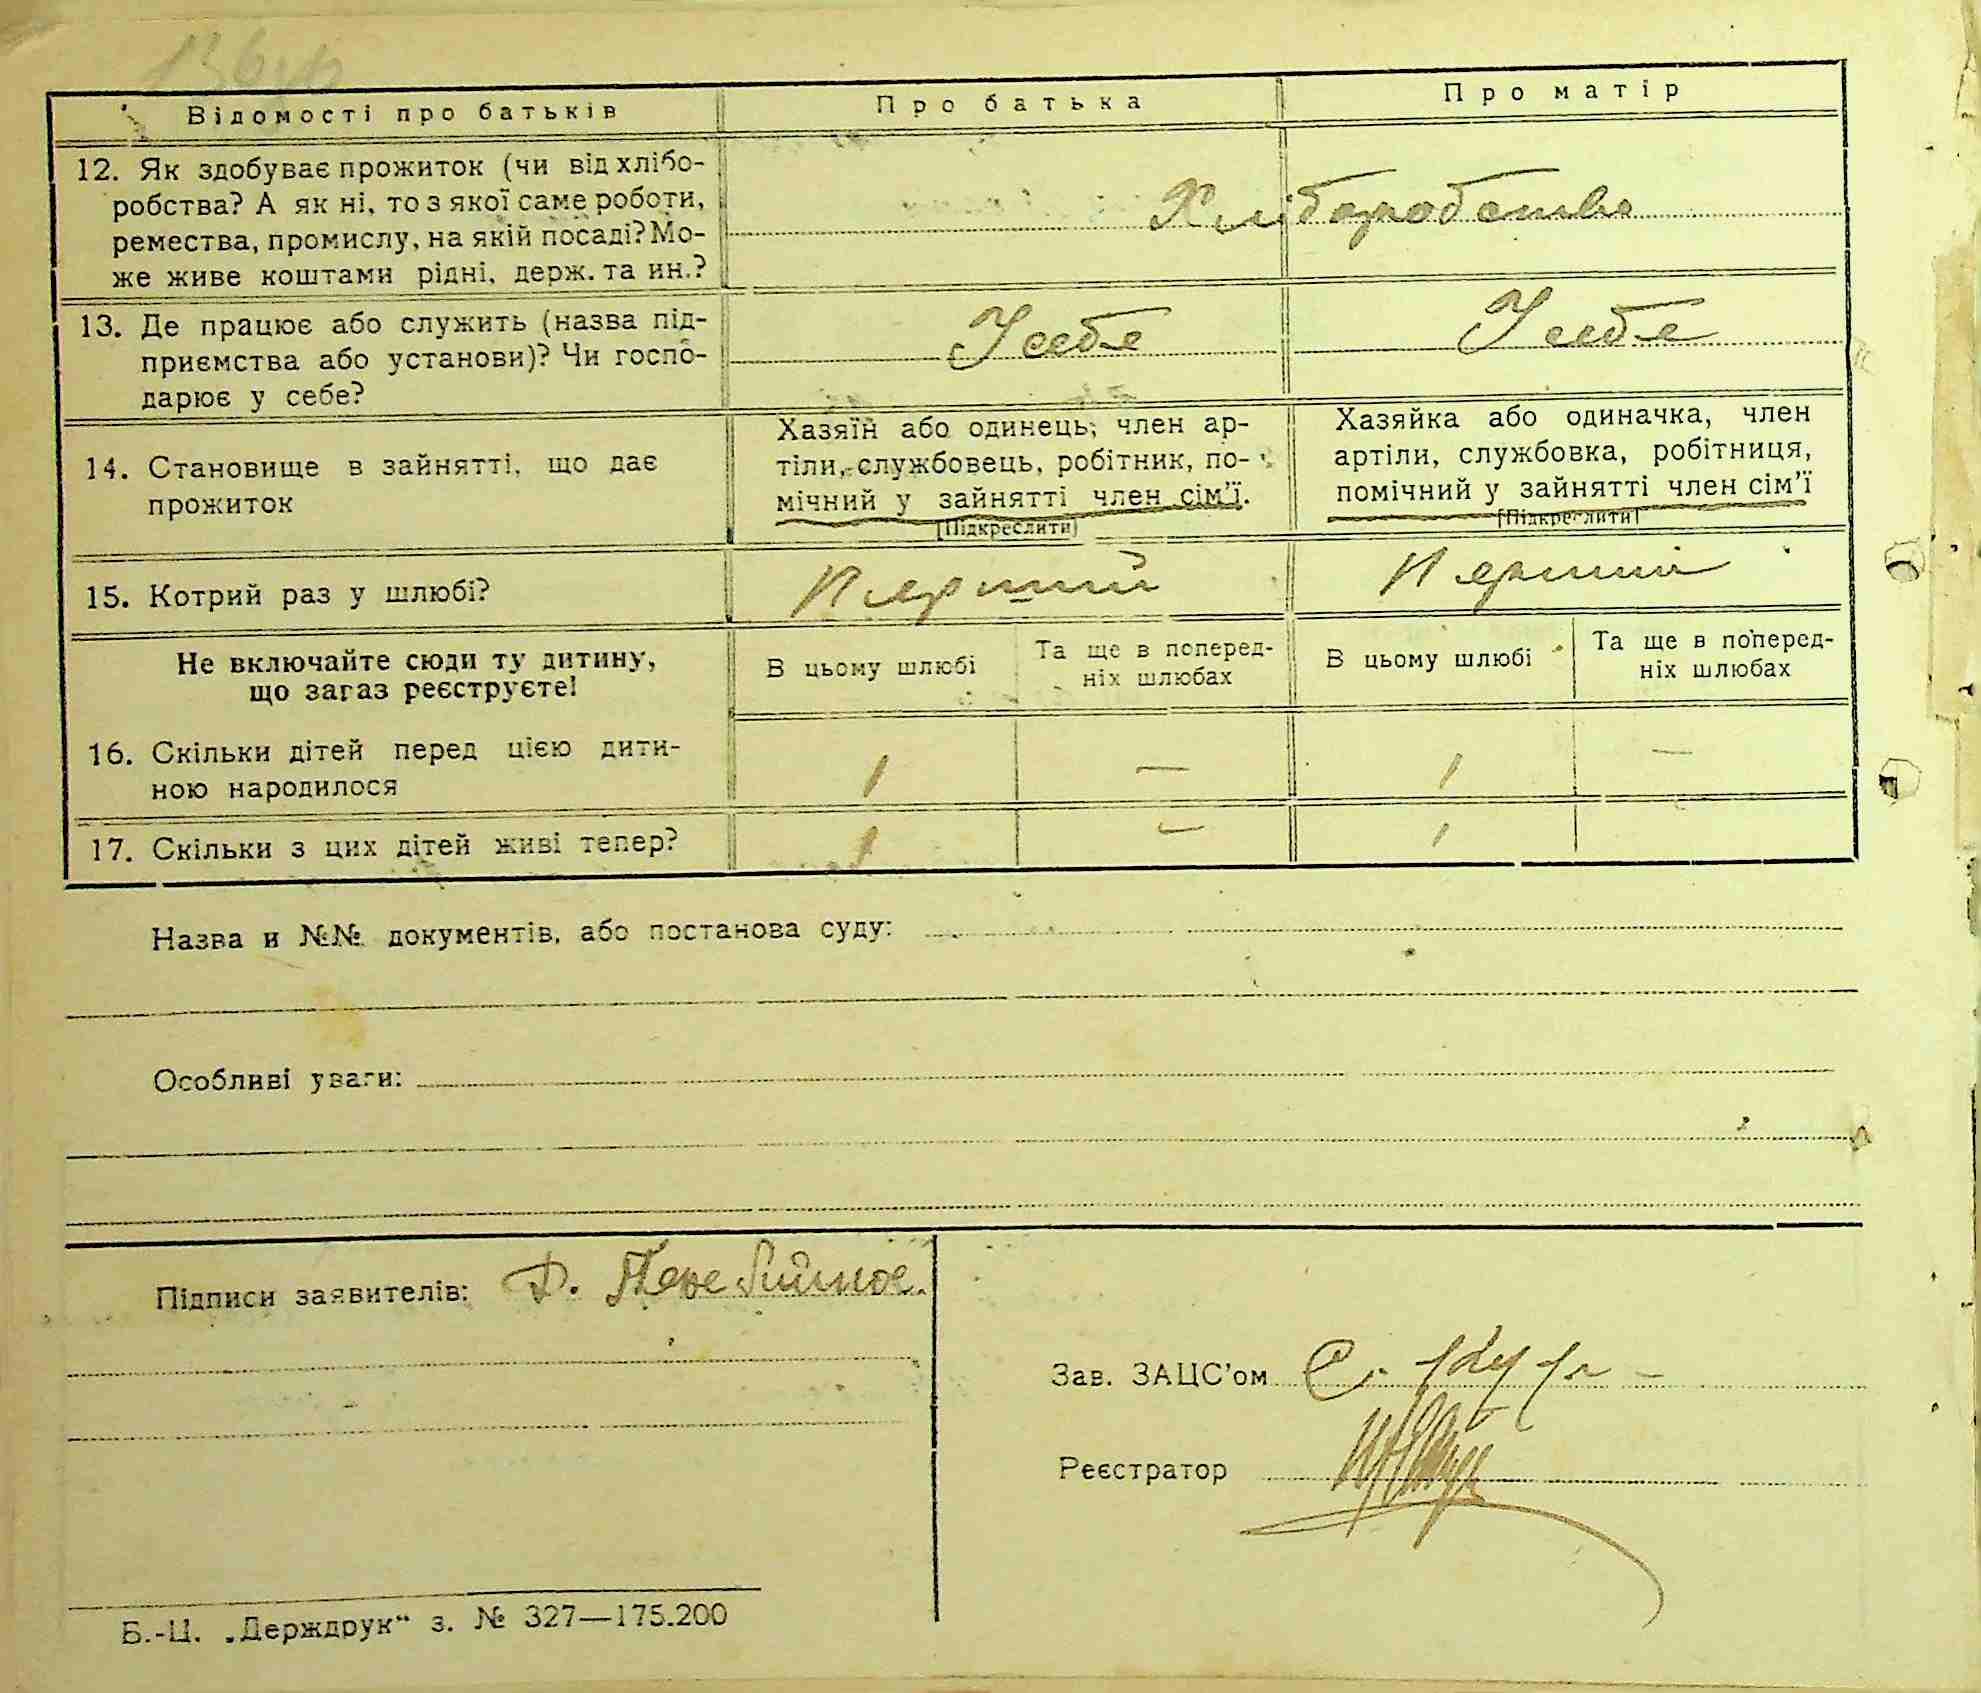 Відомості про батьків Про батька Про матір
12. Як здобуває прожиток (чи від хлібо-
робства? А як ні, то з якої саме роботи,
ремества, промислу, на якій посаді? Мо-
же живе коштами рідні, держ. та ин.?
Хліборобство
13. Де працює або служить (назва під-
приємства або установи)? Чи госпо-
дарює у себе?
У себе У себе
14. Становище в зайнятті, що дає
прожиток
Хазяїн або одинець, член ар-
тіли, службовець, робітник, по-
мічний у зайнятті член сім'ї.
[Підкреслити]
Хазяйка або одиначка, член
артіли, службовка, робітниця,
помічний у зайнятті член сім'ї
[Підкреслити]
15. Котрий раз у шлюбі? Перший Перший
Не включайте сюди ту дитину,
що зараз реєструєте!
В цьому шлюбі
Та ще в поперед-
ніх шлюбах
В цьому шлюбі
Та ще в поперед-
ніх шлюбах
16. Скільки дітей перед цією дити-
ною народилося
1 — 1 —
17. Скільки з цих дітей живі тепер? 1 — 1
Назва и №№ документів, або постанова суду:
Особливі уваги:
Підписи заявителів:
Зав. ЗАЦС'ом
Реєстратор
Б.-Ц. „Держдрук“ з. № 327—175.200